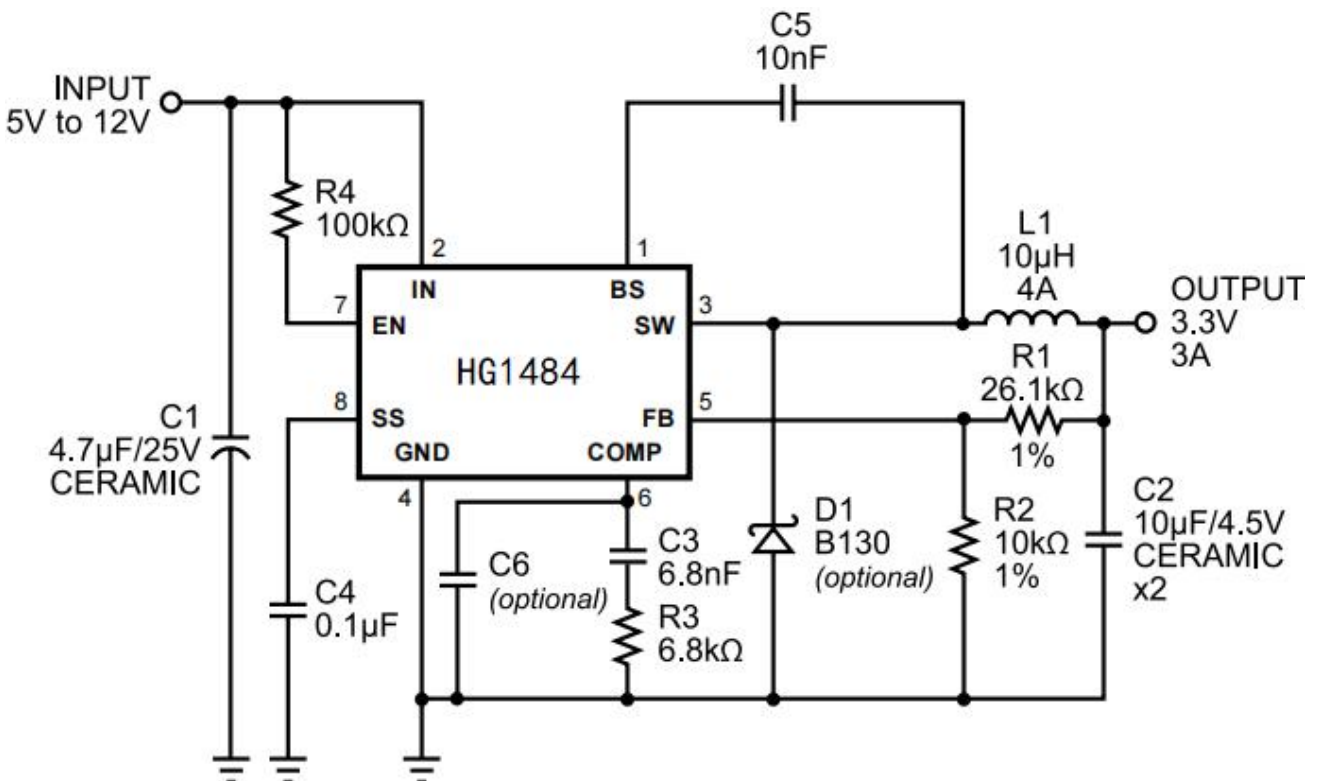 C5
10nF
INPUT
5V to 12V
R4
100kΩ
2
1
IN
BS
L1
10μH
4A
OUTPUT
3.3V
3A
7
EN
SW
3
HG1484
R1
26.1kΩ
1%
8
SS
FB
5
C1
4.7μF/25V
CERAMIC
GND
COMP
4
6
C4
0.1μF
C6
(optional)
C3
6.8nF
R3
6.8kΩ
D1
B130
(optional)
R2
10kΩ
1%
C2
10μF/4.5V
CERAMIC
x2